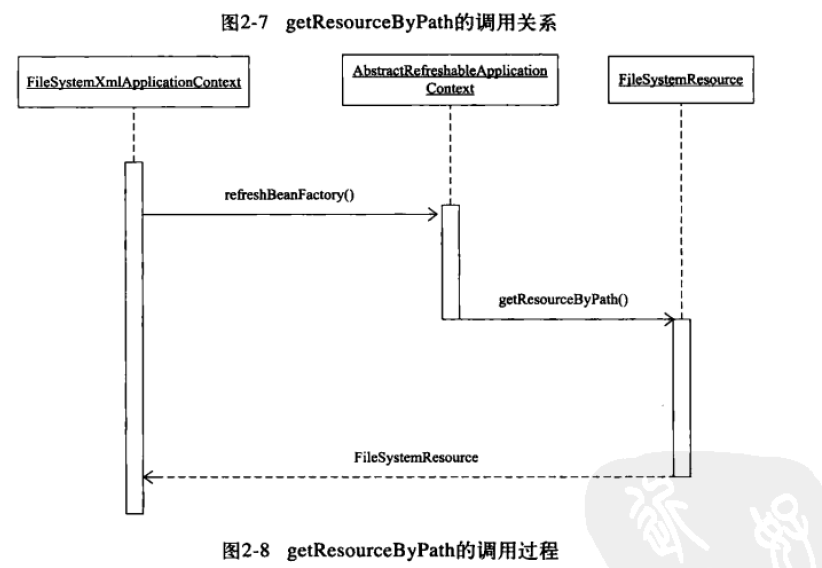 图2-7 getResourceByPath的调用关系
FileSystemXmlApplicationContext
AbstractRefreshableApplication
Context
FileSystemResource
refreshBeanFactory()
getResourceByPath()
FileSystemResource
图2-8 getResourceByPath的调用过程